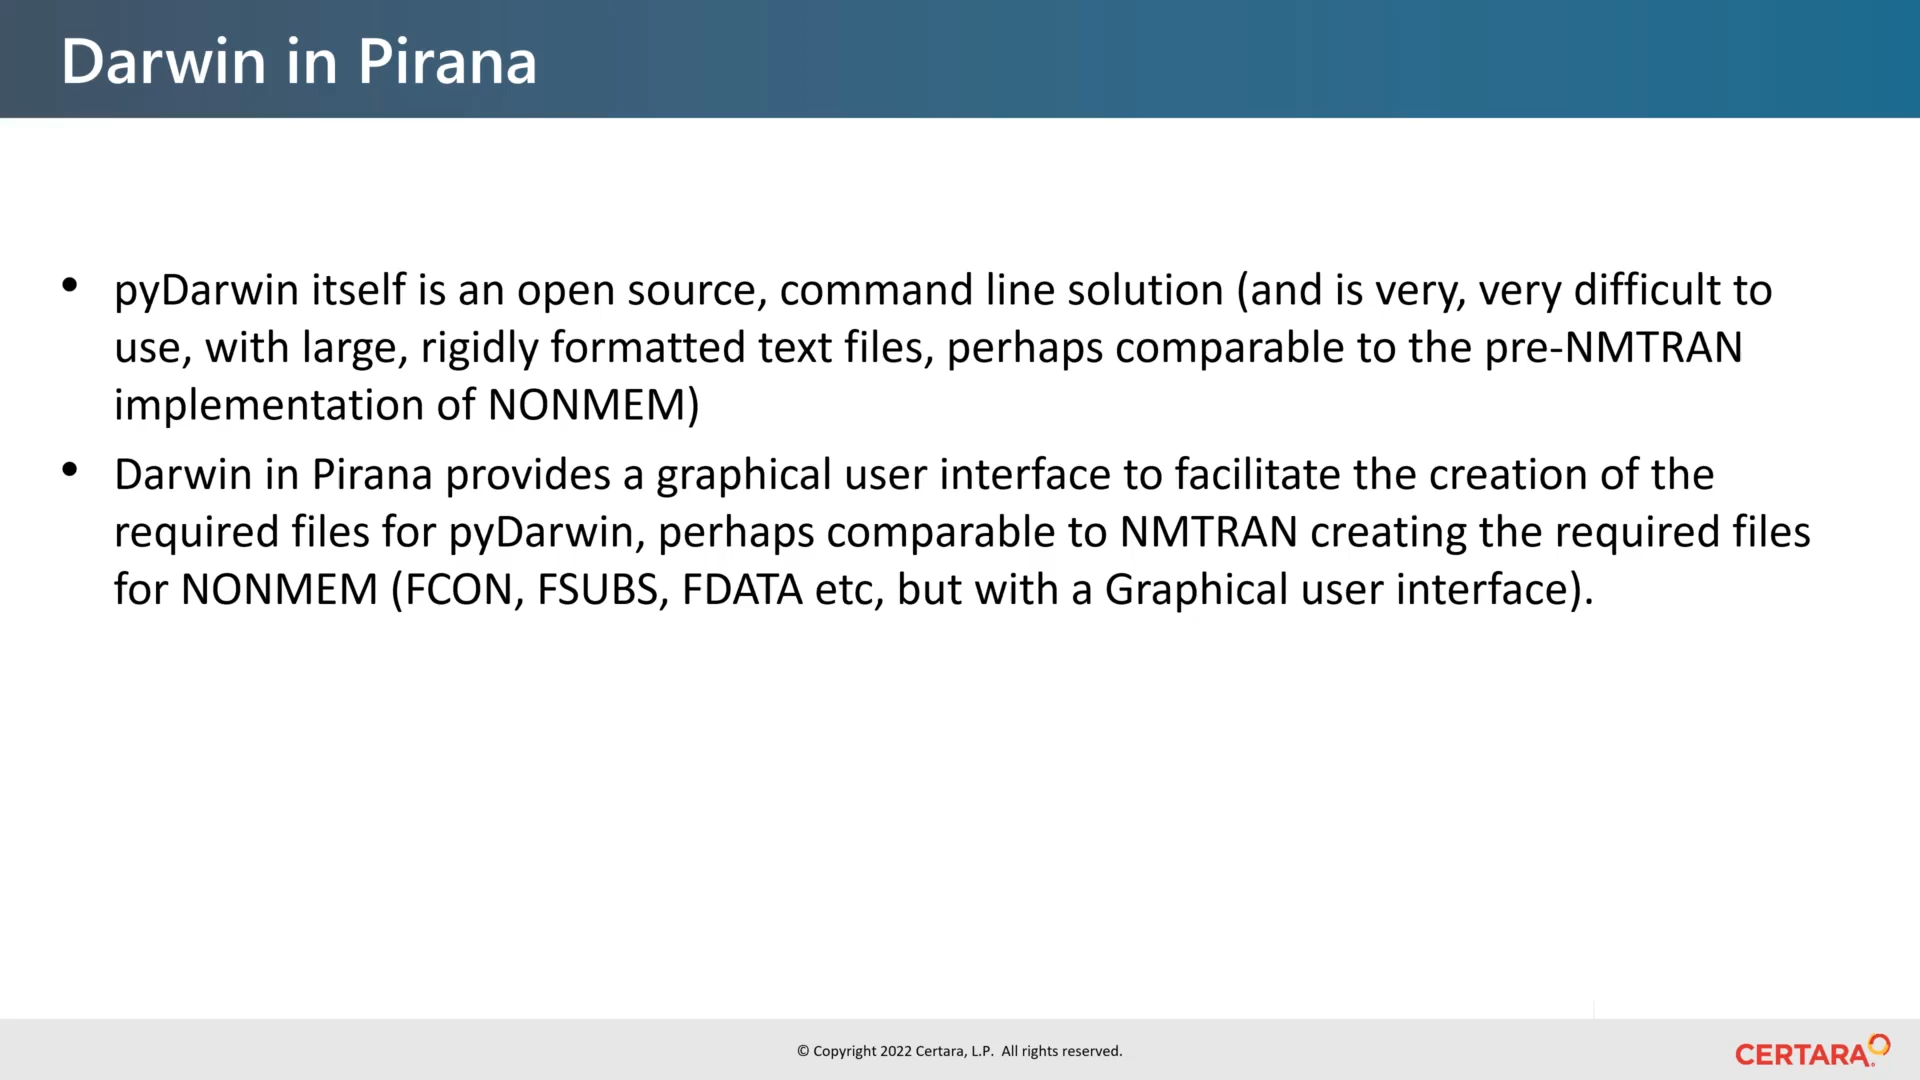 Darwin in Pirana
• pyDarwin itself is an open source, command line solution (and is very, very difficult to
use, with large, rigidly formatted text files, perhaps comparable to the pre-NMTRAN
implementation of NONMEM)
• Darwin in Pirana provides a graphical user interface to facilitate the creation of the
required files for pyDarwin, perhaps comparable to NMTRAN creating the required files
for NONMEM (FCON, FSUBS, FDATA etc, but with a Graphical user interface).
© Copyright 2022 Certara, L.P. All rights reserved.
CERTARA